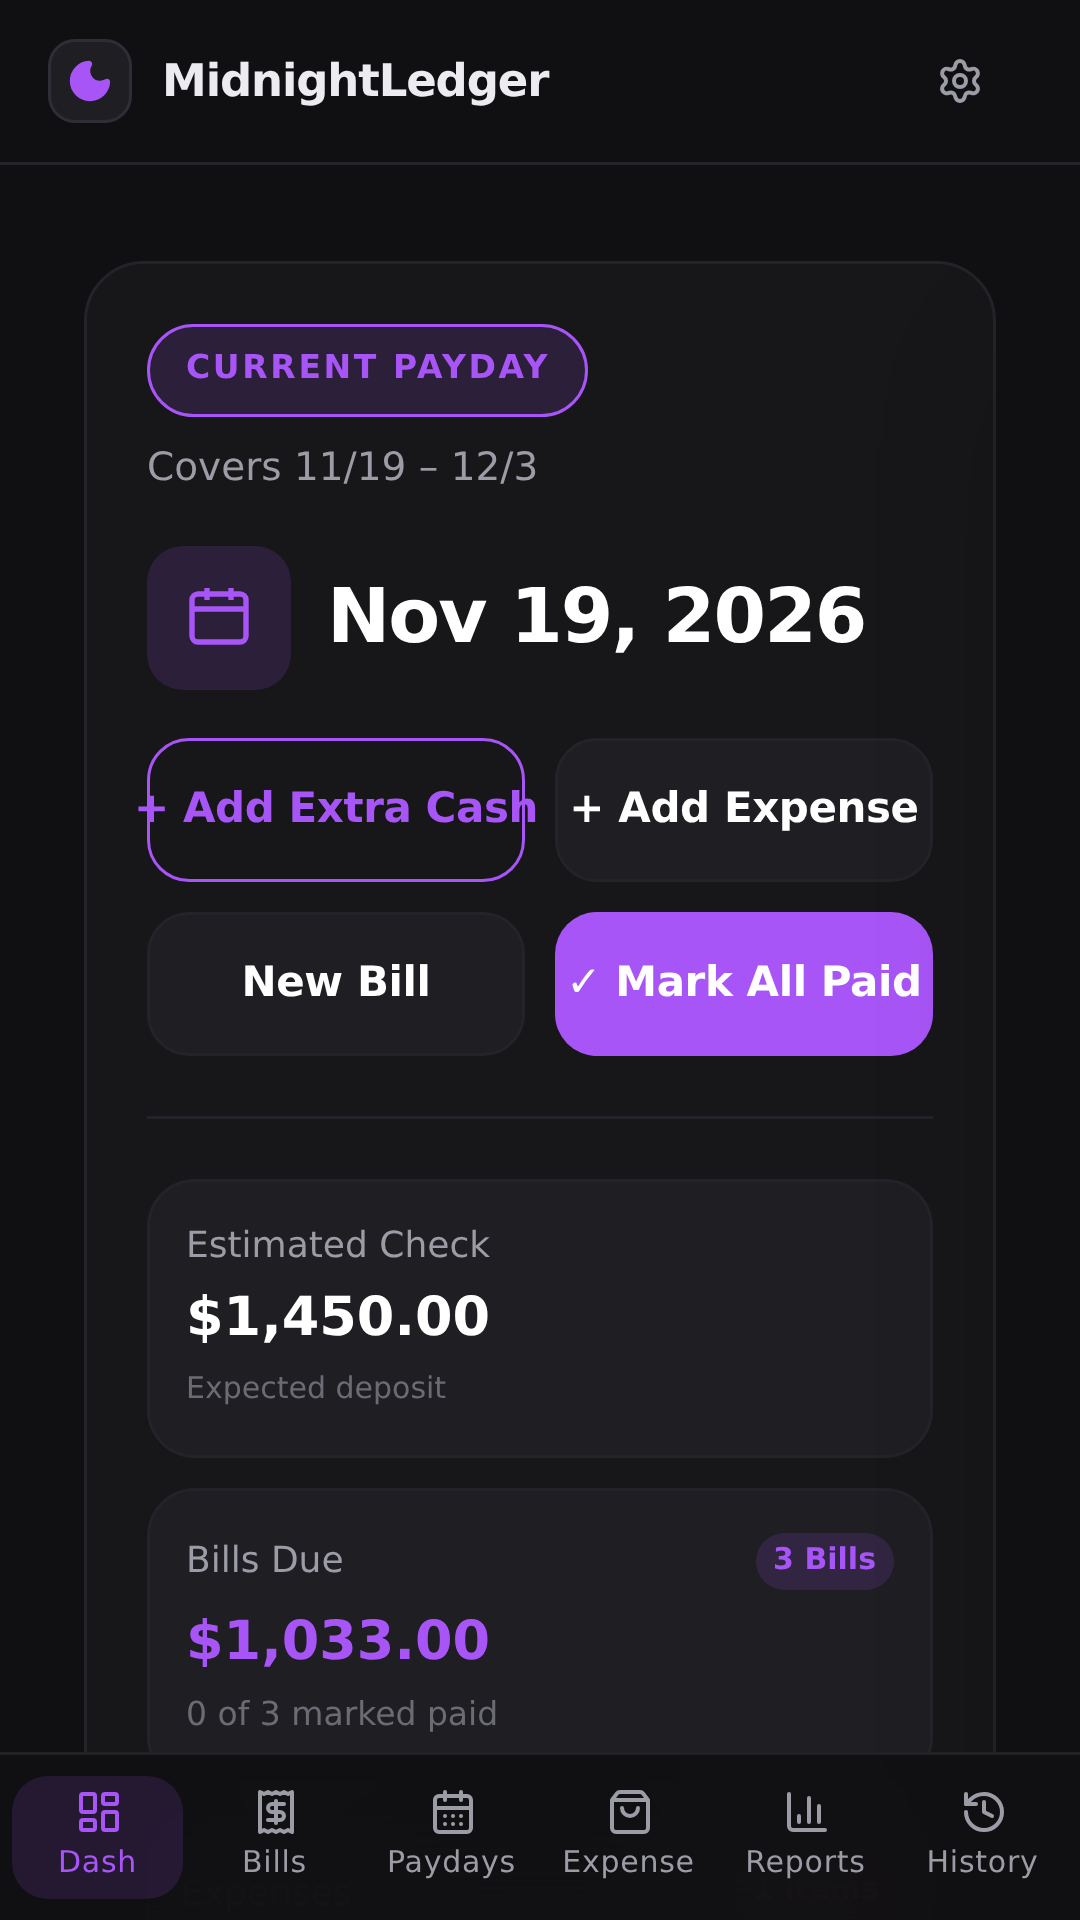 MidnightLedger
CURRENT PAYDAY
Covers 11/19 – 12/3
Nov 19, 2026
+ Add Extra Cash
+ Add Expense
New Bill
✓ Mark All Paid
Estimated Check
$1,450.00
Expected deposit
Bills Due
3 Bills
$1,033.00
0 of 3 marked paid
Dash
Bills
Paydays
Expense
Reports
History
Expenses